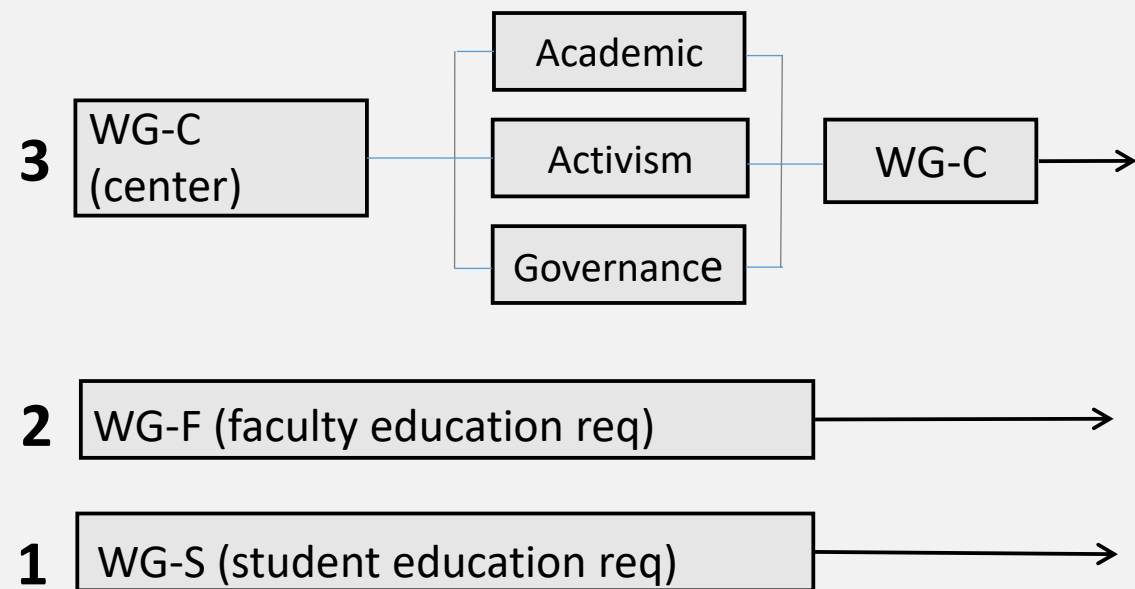 Academic
3
WG-C
(center)
Activism
WG-C
Governance
2
WG-F (faculty education req)
1
WG-S (student education req)